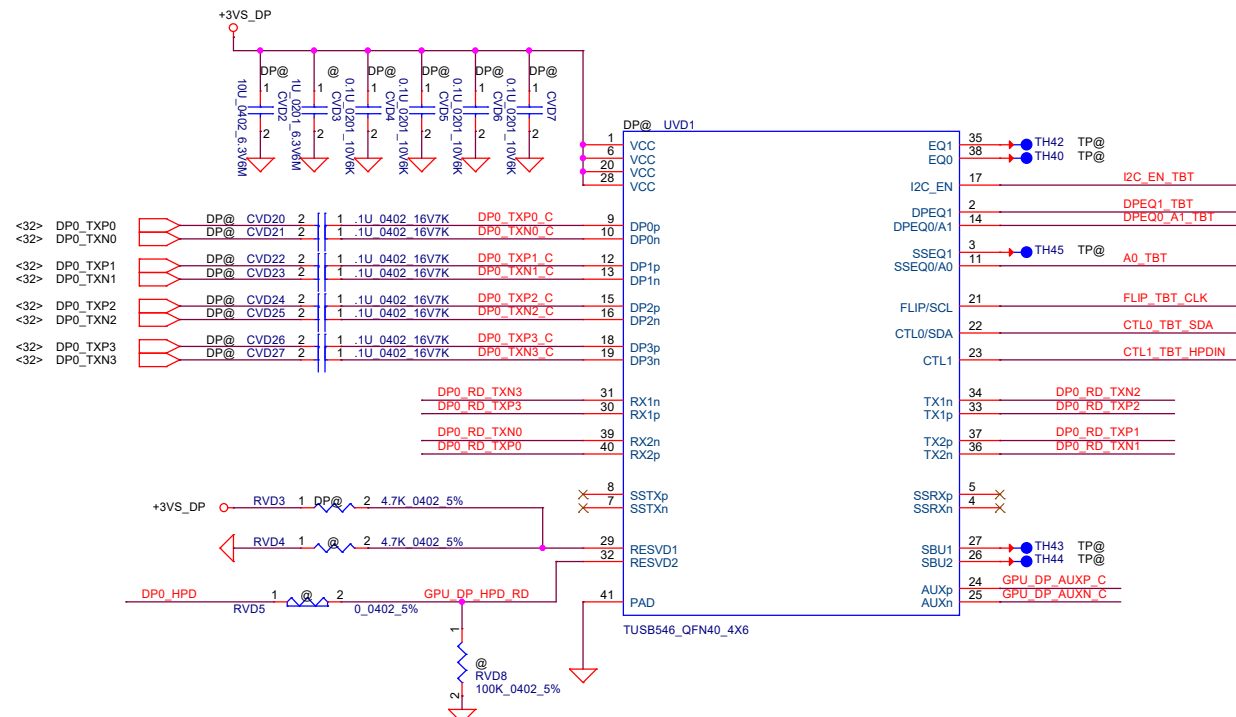 +3VS_DP
DP@ @ DP@ DP@ DP@ DP@
1 1 1 1 1 1
2 2 2 2 2 2
10U_0402_6.3V6M
CVD2
1U_0201_6.3V6M
CVD3
0.1U_0201_10V6K
CVD4
0.1U_0201_10V6K
CVD5
0.1U_0201_10V6K
CVD6
0.1U_0201_10V6K
CVD7
DP@ UVD1
1 VCC EQ1 35 TH42 TP@
6 VCC EQ0 38 TH40 TP@
20 VCC
28 VCC I2C_EN 17 I2C_EN_TBT
DPEQ1 2 DPEQ1_TBT
<32> DP0_TXP0 DP@ CVD20 2 1 .1U_0402_16V7K DP0_TXP0_C 9 DP0p DPEQ0/A1 14 DPEQ0_A1_TBT
<32> DP0_TXN0 DP@ CVD21 2 1 .1U_0402_16V7K DP0_TXN0_C 10 DP0n
SSEQ1 3 TH45 TP@
<32> DP0_TXP1 DP@ CVD22 2 1 .1U_0402_16V7K DP0_TXP1_C 12 DP1p SSEQ0/A0 11 A0_TBT
<32> DP0_TXN1 DP@ CVD23 2 1 .1U_0402_16V7K DP0_TXN1_C 13 DP1n
<32> DP0_TXP2 DP@ CVD24 2 1 .1U_0402_16V7K DP0_TXP2_C 15 DP2p FLIP/SCL 21 FLIP_TBT_CLK
<32> DP0_TXN2 DP@ CVD25 2 1 .1U_0402_16V7K DP0_TXN2_C 16 DP2n
CTL0/SDA 22 CTL0_TBT_SDA
<32> DP0_TXP3 DP@ CVD26 2 1 .1U_0402_16V7K DP0_TXP3_C 18 DP3p
<32> DP0_TXN3 DP@ CVD27 2 1 .1U_0402_16V7K DP0_TXN3_C 19 DP3n CTL1 23 CTL1_TBT_HPDIN
DP0_RD_TXN3 31 RX1n TX1n 34 DP0_RD_TXN2
DP0_RD_TXP3 30 RX1p TX1p 33 DP0_RD_TXP2
DP0_RD_TXN0 39 RX2n TX2p 37 DP0_RD_TXP1
DP0_RD_TXP0 40 RX2p TX2n 36 DP0_RD_TXN1
8 SSTXp SSRXp 5
7 SSTXn SSRXn 4
+3VS_DP RVD3 1 DP@ 2 4.7K_0402_5%
RVD4 1 @ 2 4.7K_0402_5% 29 RESVD1 SBU1 27 TH43 TP@
32 RESVD2 SBU2 26 TH44 TP@
AUXp 24 GPU_DP_AUXP_C
DP0_HPD 1 @ 2 GPU_DP_HPD_RD 41 PAD AUXn 25 GPU_DP_AUXN_C
RVD5 0_0402_5%
TUSB546_QFN40_4X6
1
@
RVD8
100K_0402_5%
2